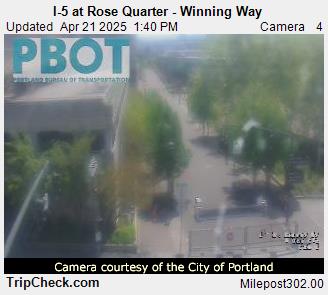 I-5 at Rose Quarter - Winning Way
Updated Apr 21 2025 1:40 PM Camera 4
PBOT
PORTLAND BUREAU OF TRANSPORTATION
Camera courtesy of the City of Portland
TripCheck.com Milepost302.00